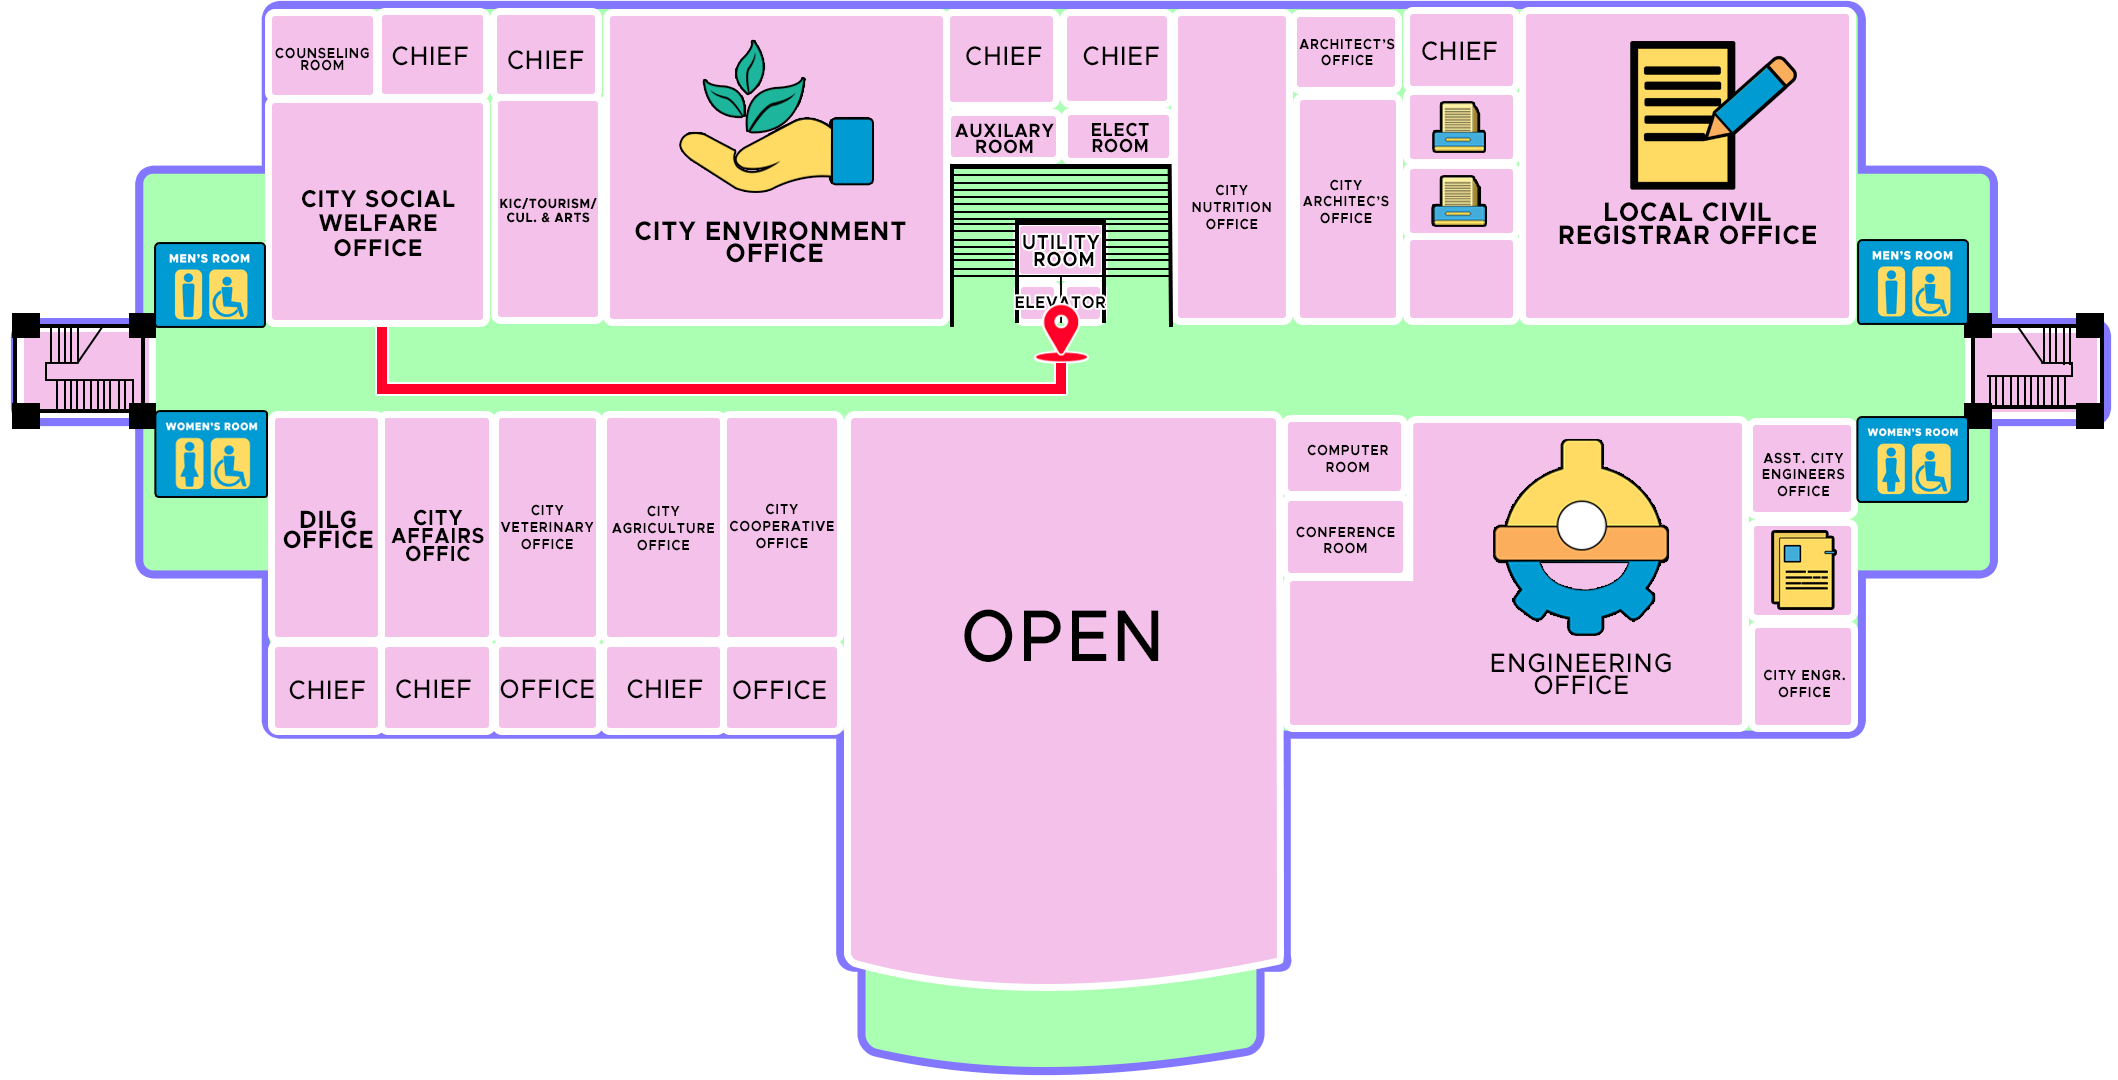 COUNSELING
ROOM
CHIEF
CHIEF
CHIEF
CHIEF
ARCHITECT'S
OFFICE
CHIEF
AUXILARY
ROOM
ELECT
ROOM
CITY SOCIAL
WELFARE
OFFICE
KIC/TOURISM/
CUL. & ARTS
CITY ENVIRONMENT
OFFICE
UTILITY
ROOM
ELEVATOR
CITY
NUTRITION
OFFICE
CITY
ARCHITEC'S
OFFICE
LOCAL CIVIL
REGISTRAR OFFICE
MEN'S ROOM
MEN'S ROOM
WOMEN'S ROOM
WOMEN'S ROOM
DILG
OFFICE
CITY
AFFAIRS
OFFIC
CITY
VETERINARY
OFFICE
CITY
AGRICULTURE
OFFICE
CITY
COOPERATIVE
OFFICE
OPEN
COMPUTER
ROOM
CONFERENCE
ROOM
ENGINEERING
OFFICE
ASST. CITY
ENGINEERS
OFFICE
CITY ENGR.
OFFICE
CHIEF
CHIEF
OFFICE
CHIEF
OFFICE